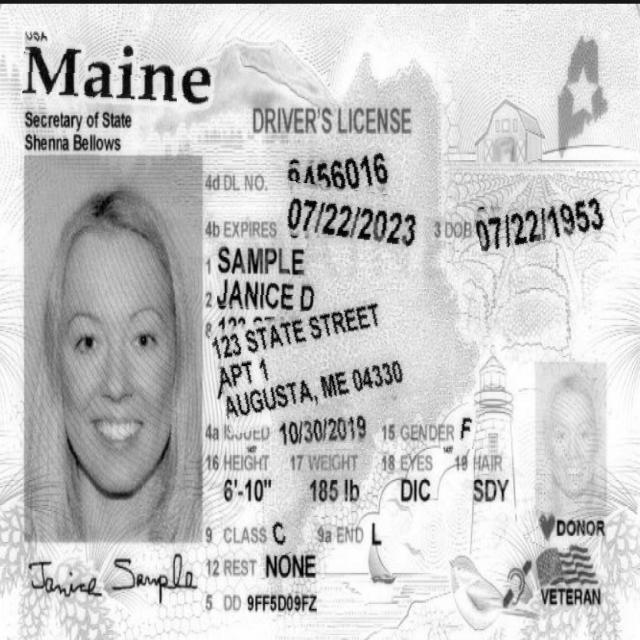 USA
Maine
Secretary of State
Shenna Bellows
DRIVER'S LICENSE
4d DL NO. 6456016
4b EXPIRES 07/22/2023 3 DOB 07/22/1953
1 SAMPLE
2 JANICE D
8
123 STATE STREET
APT 1
AUGUSTA, ME 04330
4a ISSUED 10/30/2019 15 GENDER F
16 HEIGHT 17 WEIGHT 18 EYES 19 HAIR
6'-10" 185 lb DIC SDY
9 CLASS C 9a END L
12 REST NONE
5 DD 9FF5D09FZ
Janice Sample
DONOR
VETERAN